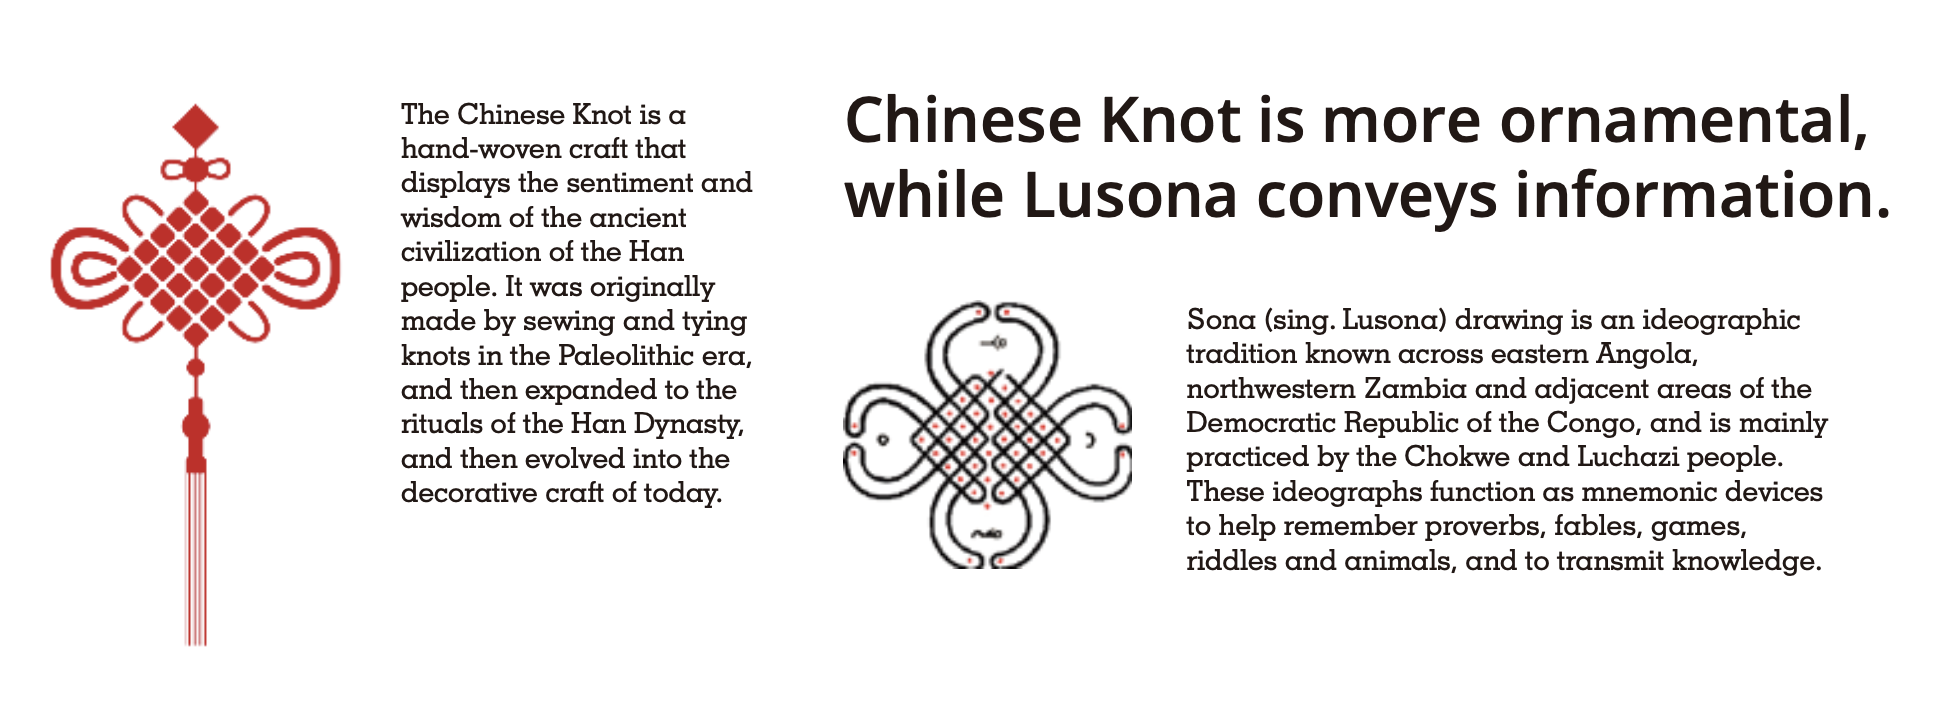 The Chinese Knot is a
hand-woven craft that
displays the sentiment and
wisdom of the ancient
civilization of the Han
people. It was originally
made by sewing and tying
knots in the Paleolithic era,
and then expanded to the
rituals of the Han Dynasty,
and then evolved into the
decorative craft of today.
Chinese Knot is more ornamental,
while Lusona conveys information.
Sona (sing. Lusona) drawing is an ideographic
tradition known across eastern Angola,
northwestern Zambia and adjacent areas of the
Democratic Republic of the Congo, and is mainly
practiced by the Chokwe and Luchazi people.
These ideographs function as mnemonic devices
to help remember proverbs, fables, games,
riddles and animals, and to transmit knowledge.